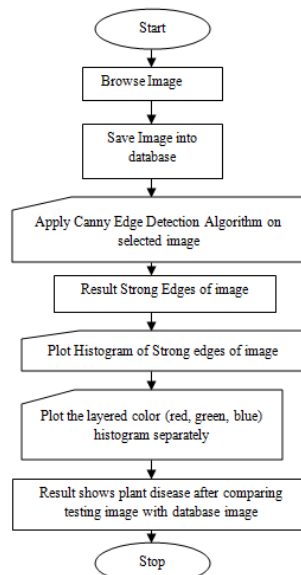 Start
Browse Image
Save Image into
database
Apply Canny Edge Detection Algorithm on
selected image
Result Strong Edges of image
Plot Histogram of Strong edges of image
Plot the layered color (red, green, blue)
histogram separately
Result shows plant disease after comparing
testing image with database image
Stop